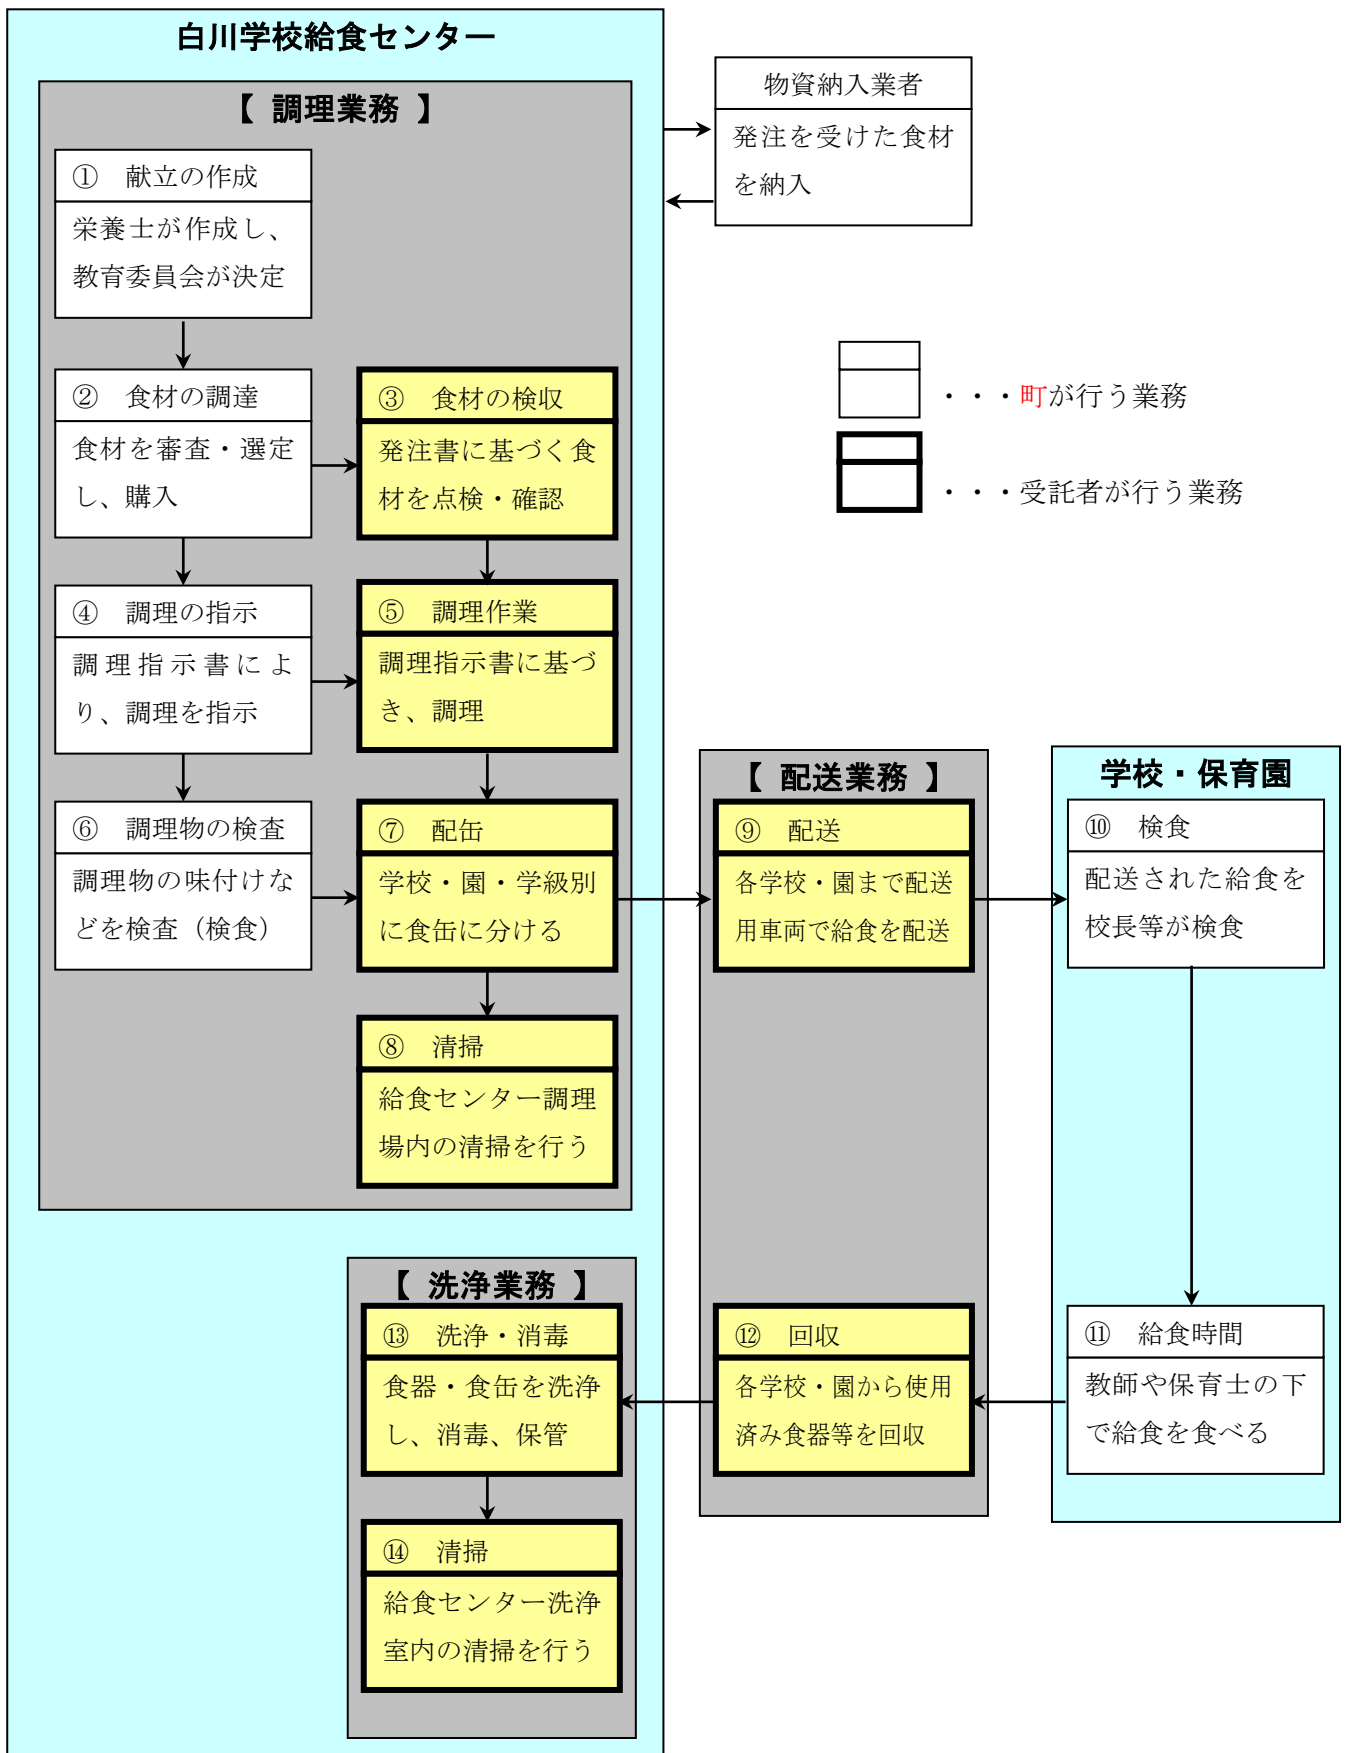 白川学校給食センター
【 調理業務 】
① 献立の作成
栄養士が作成し、
教育委員会が決定
② 食材の調達
食材を審査・選定
し、購入
③ 食材の検収
発注書に基づく食
材を点検・確認
④ 調理の指示
調理指示書によ
り、調理を指示
⑤ 調理作業
調理指示書に基づ
き、調理
⑥ 調理物の検査
調理物の味付けな
どを検査（検食）
⑦ 配缶
学校・園・学級別
に食缶に分ける
⑧ 清掃
給食センター調理
場内の清掃を行う
物資納入業者
発注を受けた食材
を納入
・・・町が行う業務
・・・受託者が行う業務
【 配送業務 】
⑨ 配送
各学校・園まで配送
用車両で給食を配送
学校・保育園
⑩ 検食
配送された給食を
校長等が検食
⑪ 給食時間
教師や保育士の下
で給食を食べる
⑫ 回収
各学校・園から使用
済み食器等を回収
【 洗浄業務 】
⑬ 洗浄・消毒
食器・食缶を洗浄
し、消毒、保管
⑭ 清掃
給食センター洗浄
室内の清掃を行う